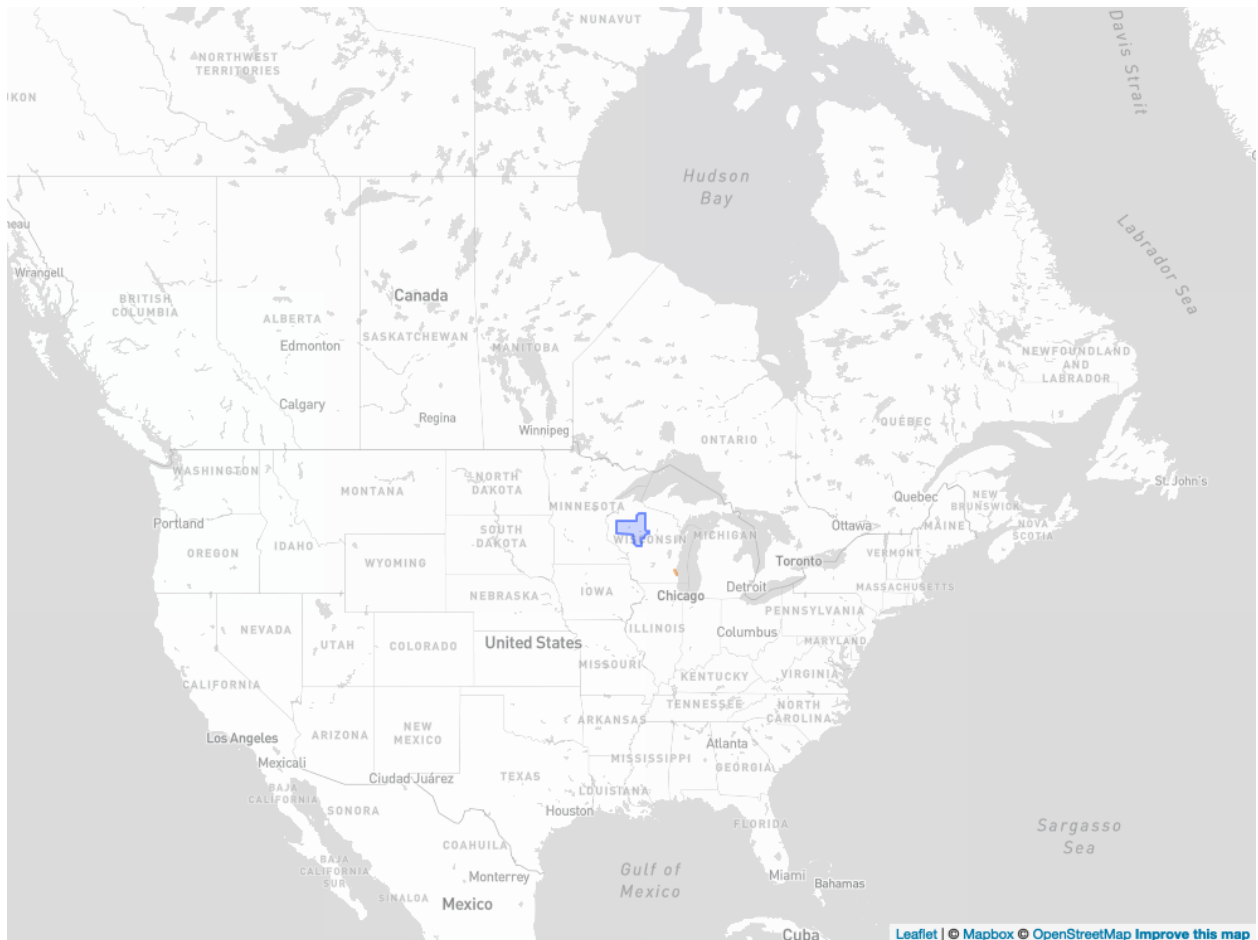 NUNAVUT
Davis Strait
NORTHWEST
TERRITORIES
KON
Hudson
Bay
Labrador Sea
neau
Wrangell
BRITISH
COLUMBIA
Canada
ALBERTA
SASKATCHEWAN
Edmonton
MANITOBA
NEWFOUNDLAND
AND
LABRADOR
Calgary
Regina
Winnipeg
ONTARIO
QUÉBEC
WASHINGTON
MONTANA
NORTH
DAKOTA
MINNESOTA
Quebec
St. John's
NEW
BRUNSWICK
Portland
OREGON
IDAHO
SOUTH
DAKOTA
WISCONSIN
MICHIGAN
Ottawa
MAINE
NOVA
SCOTIA
WYOMING
Toronto
VERMONT
NEBRASKA
IOWA
Chicago
Detroit
MASSACHUSETTS
PENNSYLVANIA
NEVADA
UTAH
COLORADO
United States
ILLINOIS
Columbus
MARYLAND
MISSOURI
KENTUCKY
VIRGINIA
CALIFORNIA
TENNESSEE
NORTH
CAROLINA
Los Angeles
ARIZONA
NEW
MEXICO
ARKANSAS
Atlanta
Mexicali
MISSISSIPPI
GEORGIA
Ciudad Juárez
TEXAS
BAJA
CALIFORNIA
SONORA
LOUISIANA
Houston
FLORIDA
Sargasso
Sea
COAHUILA
BAJA
CALIFORNIA
SUR
Gulf of
Mexico
Monterrey
Miami
Bahamas
SINALOA
Mexico
Cuba
Leaflet | © Mapbox © OpenStreetMap Improve this map